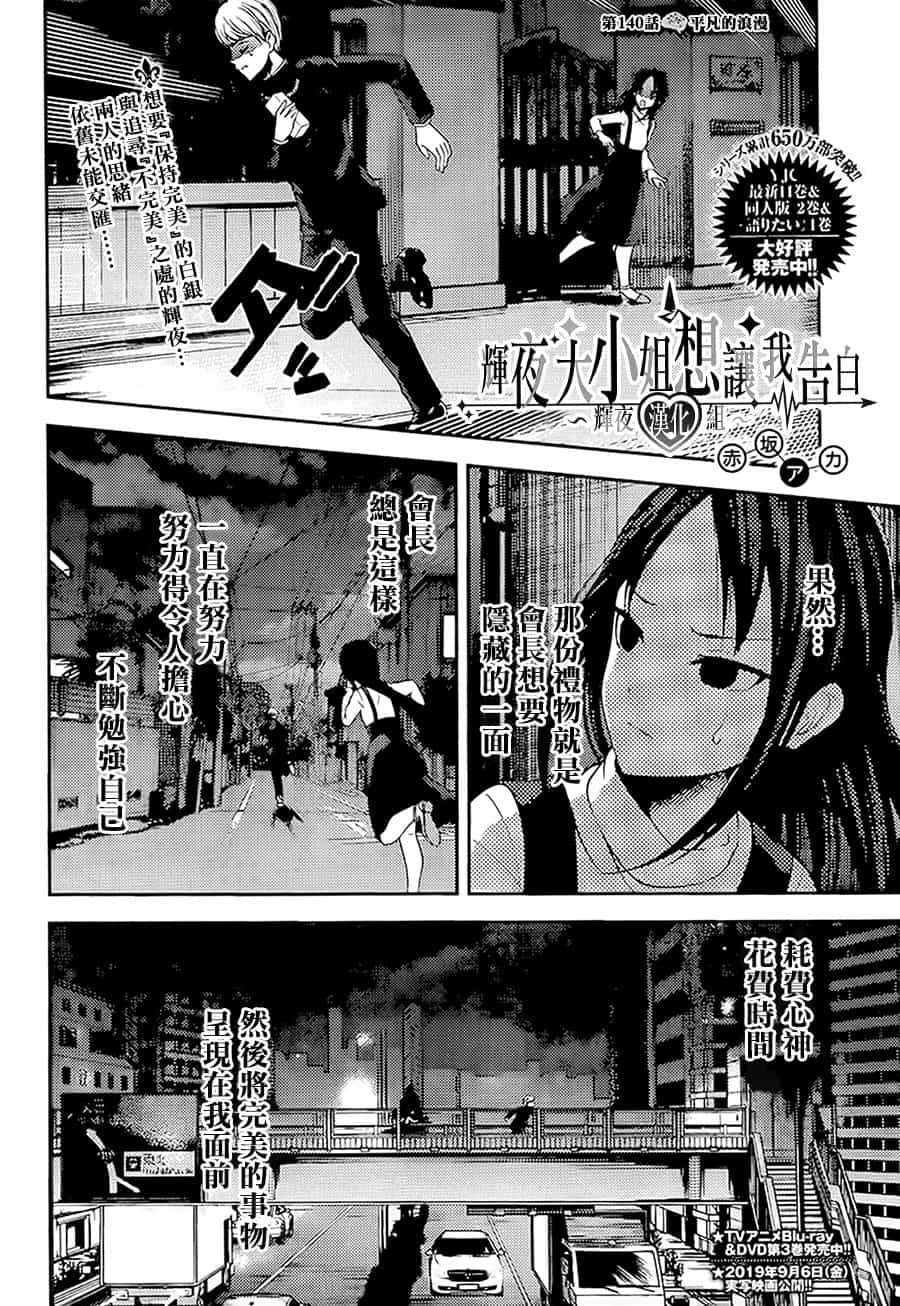 第140話 平凡的浪漫
シリーズ累計650万部突破!!
YJC
最新14巻&
同人版 2巻&
語りたい 1巻
大好評
発売中!!
想要『保持完美』的白銀
與追尋『不完美』之處的輝夜…
兩人的思緒
依舊未能交匯……
ダッ
輝夜大小姐想讓我告白
～輝夜漢化組～
赤坂アカ
果然…
那份禮物就是
會長想要
隱藏的一面
會長
總是這樣
一直在努力
努力得令人擔心
不斷勉強自己
耗費心神
花費時間
然後將完美的事物
呈現在我面前
★TVアニメBlu-ray
&DVD第3巻発売中!!
★2019年9月6日(金)
実写映画公開!!